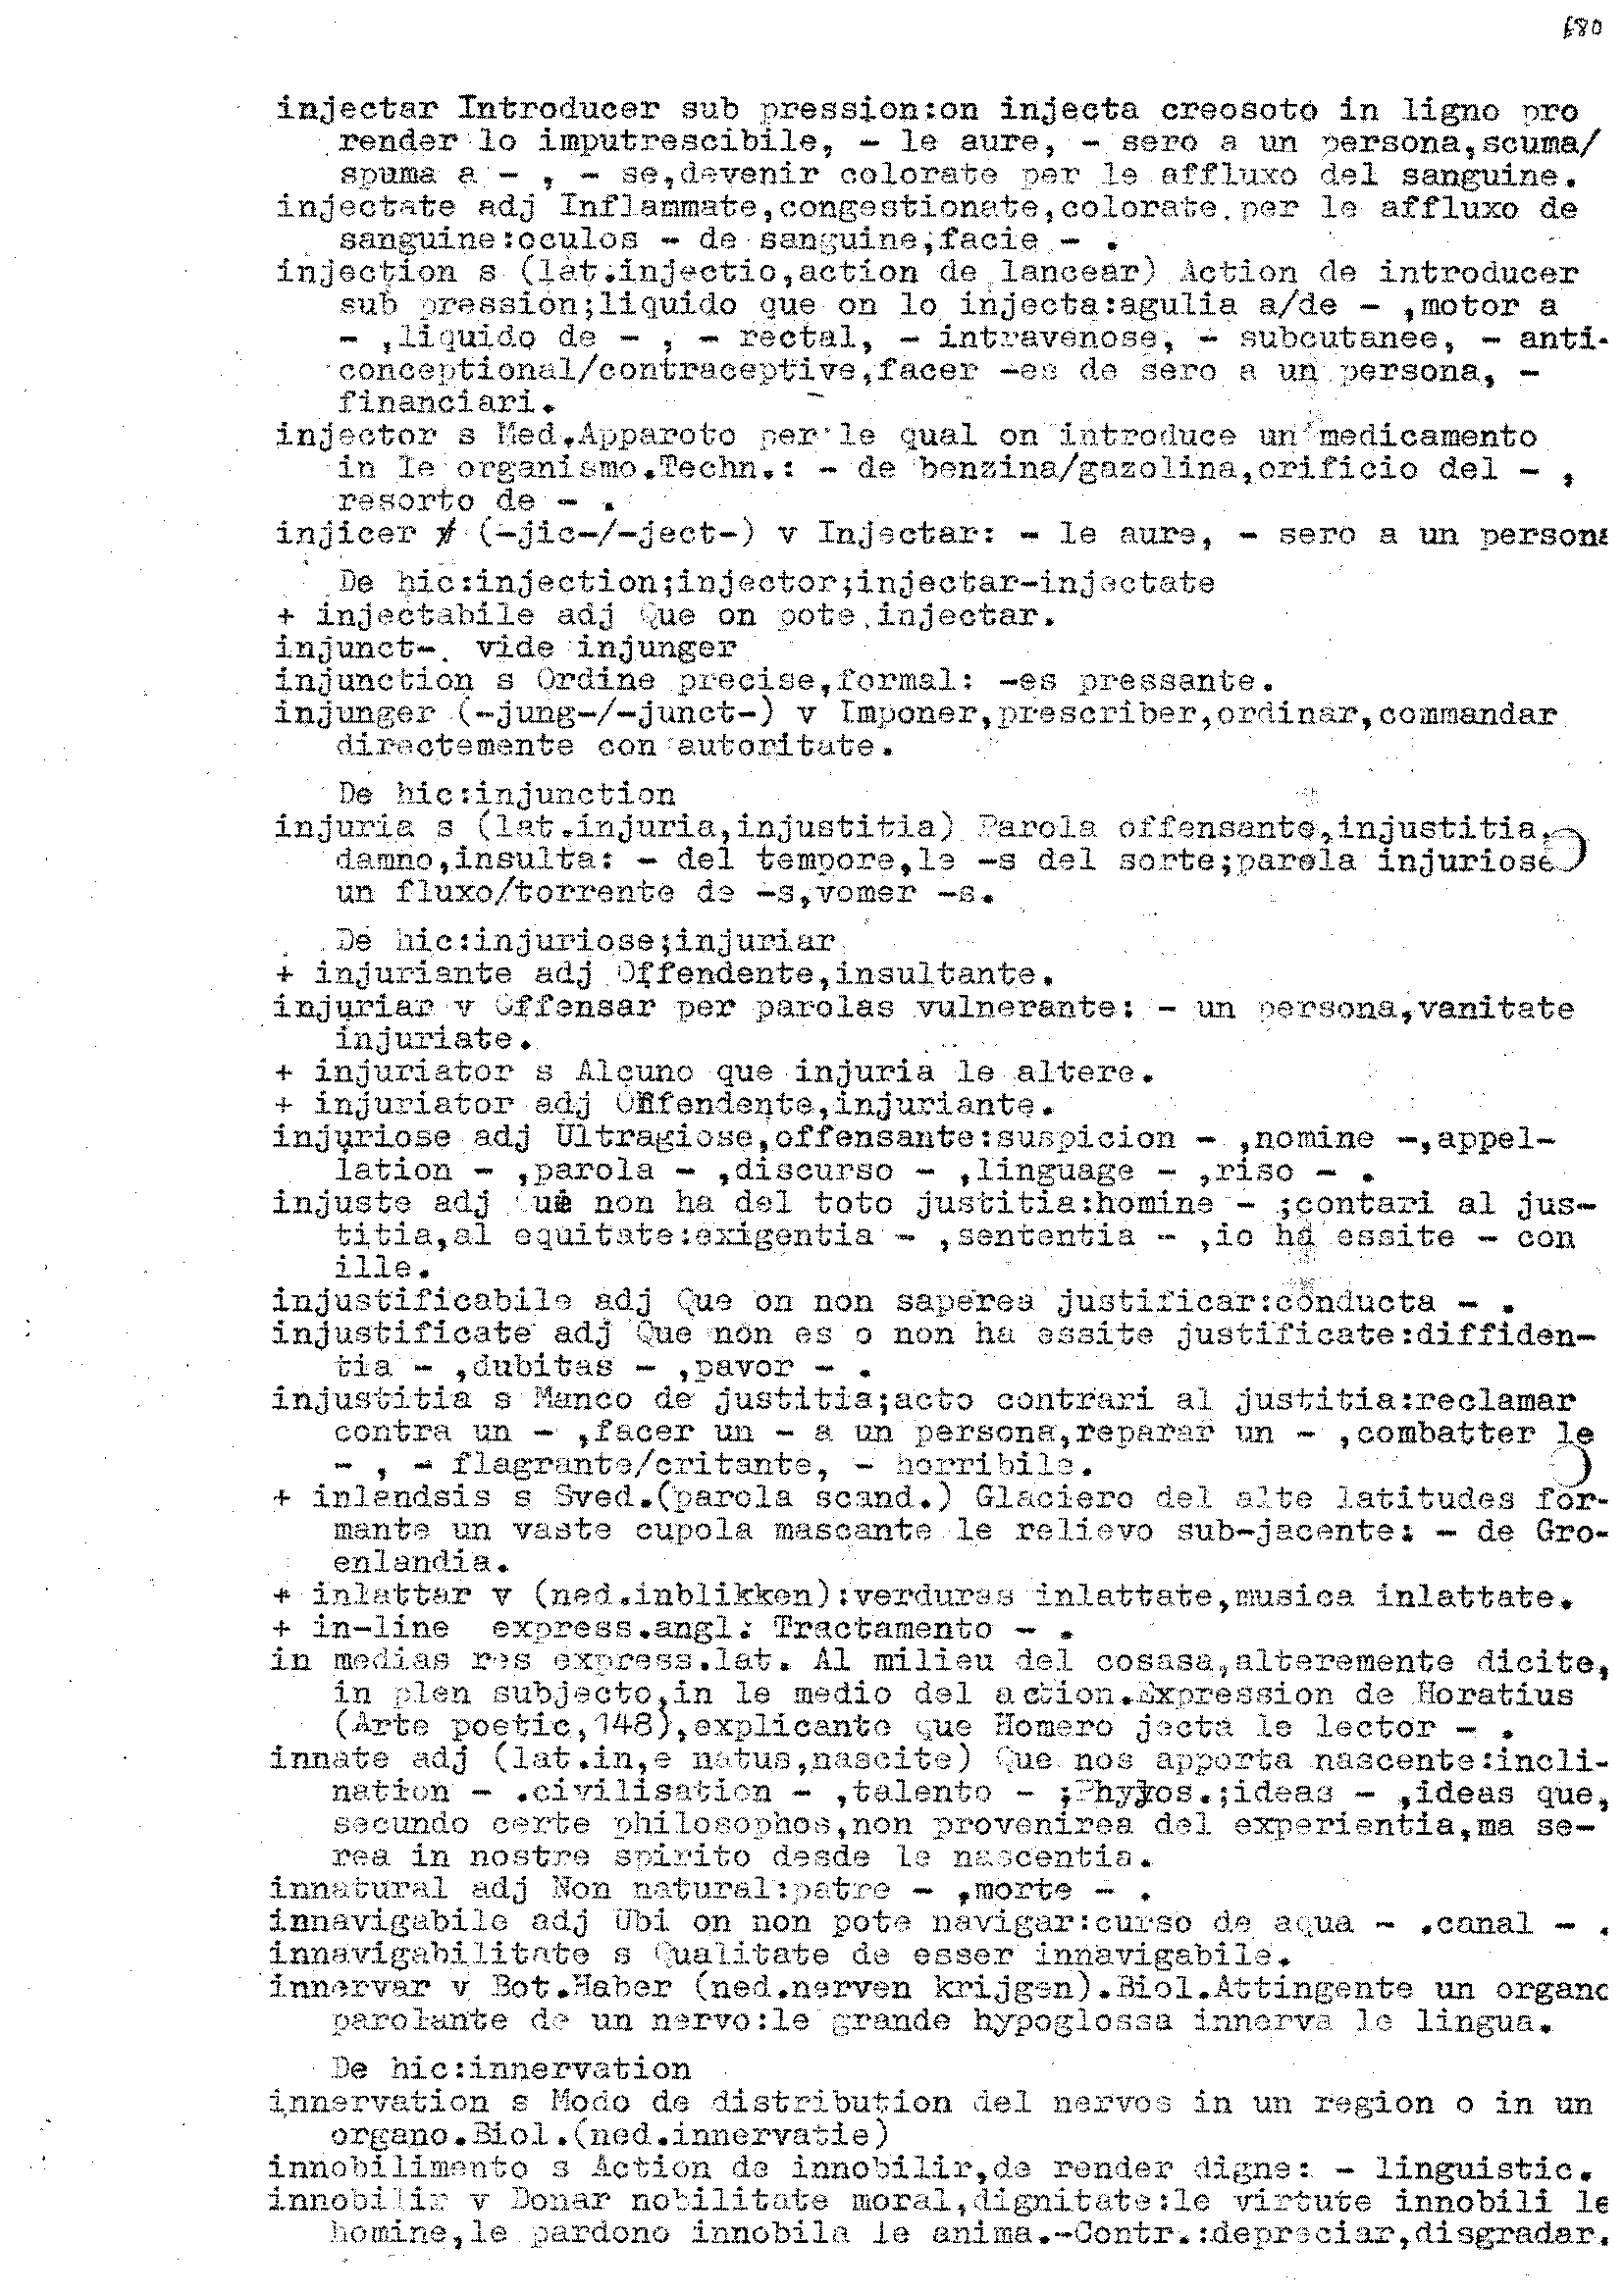 680
injectar Introducer sub pression:on injecta creosoto in ligno pro
render lo imputrescibile, - le aure, - sero a un persona,scuma/
spuma a - , - se,devenir colorate per le affluxo del sanguine.
injectate adj Inflammate,congestionate,colorate per le affluxo de
sanguine:oculos - de sanguine,facie - .
injection s (lat.injectio,action de lancear) Action de introducer
sub pression;liquido que on lo injecta:agulia a/de - ,motor a
- ,liquido de - , - rectal, - intravenose, - subcutanee, - anti-
conceptional/contraceptive,facer -es de sero a un persona, -
financiari.
injector s Med.Apparoto per le qual on introduce un medicamento
in le organismo.Techn.: - de benzina/gazolina,orificio del - ,
resorto de - .
injicer (-jic-/-ject-) v Injectar: - le aure, - sero a un persona
De hic:injection;injector;injectar-injectate
+ injectabile adj Que on pote injectar.
injunct- vide injunger
injunction s Ordine precise,formal: -es pressante.
injunger (-jung-/-junct-) v Imponer,prescriber,ordinar,commandar
directemente con autoritate.
De hic:injunction
injuria s (lat.injuria,injustitia) Parola offensante,injustitia,
damno,insulta: - del tempore,le -s del sorte;parola injuriose
un fluxo/torrente de -s,vomer -s.
De hic:injuriose;injuriar
+ injuriante adj Offendente,insultante.
injuriar v Offensar per parolas vulnerante: - un persona,vanitate
injuriate.
+ injuriator s Alcuno que injuria le altere.
+ injuriator adj Offendente,injuriante.
injuriose adj Ultragiose,offensante:suspicion - ,nomine -,appel-
lation - ,parola - ,discurso - ,linguage - ,riso - .
injuste adj Que non ha del toto justitia:homine - ;contari al jus-
titia,al equitate:exigentia - ,sententia - ,io ha essite - con
ille.
injustificabile adj Que on non saperea justificar:conducta - .
injustificate adj Que non es o non ha essite justificate:diffiden-
tia - ,dubitas - ,pavor - .
injustitia s Manco de justitia;acto contrari al justitia:reclamar
contra un - ,facer un - a un persona,reparar un - ,combatter le
- , - flagrante/critante, - horribile.
+ inlandsis s Sved.(parola scand.) Glaciero del alte latitudes for-
mante un vaste cupola mascante le relievo sub-jacente: - de Gro-
enlandia.
+ inlattar v (ned.inblikken):verduras inlattate,musica inlattate.
+ in-line express.angl: Tractamento - .
in medias res express.lat. Al milieu del cosasa,alteremente dicite,
in plen subjecto,in le medio del action.Expression de Horatius
(Arte poetic,148),explicante que Homero jecta le lector - .
innate adj (lat.in,e natus,nascite) Que nos apporta nascente:incli-
nation - .civilisation - ,talento - ;Phylos.;ideas - ,ideas que,
secundo certe philosophos,non provenirea del experientia,ma se-
rea in nostre spirito desde le nascentia.
innatural adj Non natural:patre - ,morte - .
innavigabile adj Ubi on non pote navigar:curso de aqua - .canal - .
innavigabilitate s Qualitate de esser innavigabile.
innervar v Bot.Haber (ned.nerven krijgen).Biol.Attingente un organo
parolante de un nervo:le grande hypoglossa innerva le lingua.
De hic:innervation
innervation s Modo de distribution del nervos in un region o in un
organo.Biol.(ned.innervatie)
innobilimento s Action de innobilir,de render digne: - linguistic.
innobilir v Donar nobilitate moral,dignitate:le virtute innobili le
homine,le pardono innobila le anima.-Contr.:depreciar,disgradar.